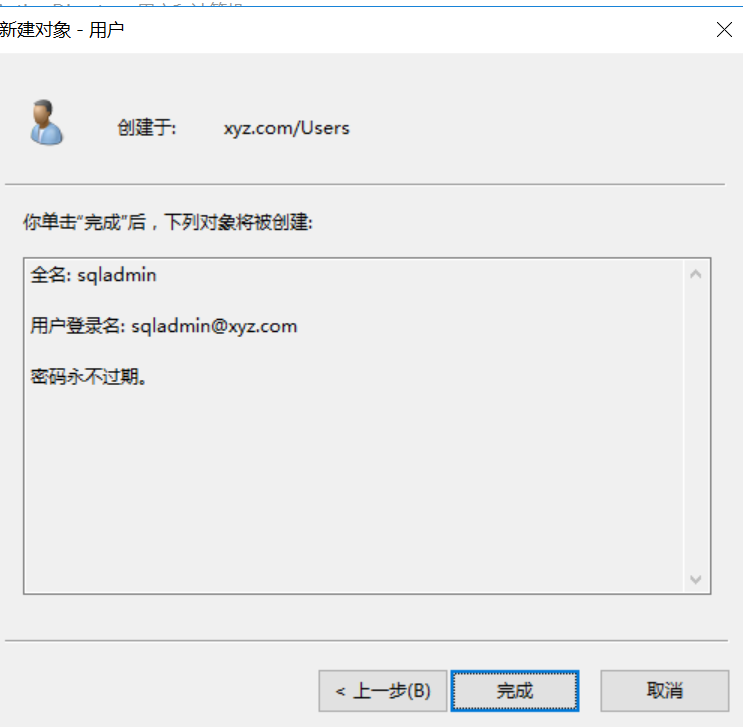 新建对象 - 用户
创建于: xyz.com/Users
你单击“完成”后，下列对象将被创建:
全名: sqladmin
用户登录名: sqladmin@xyz.com
密码永不过期。
< 上一步(B) 完成 取消